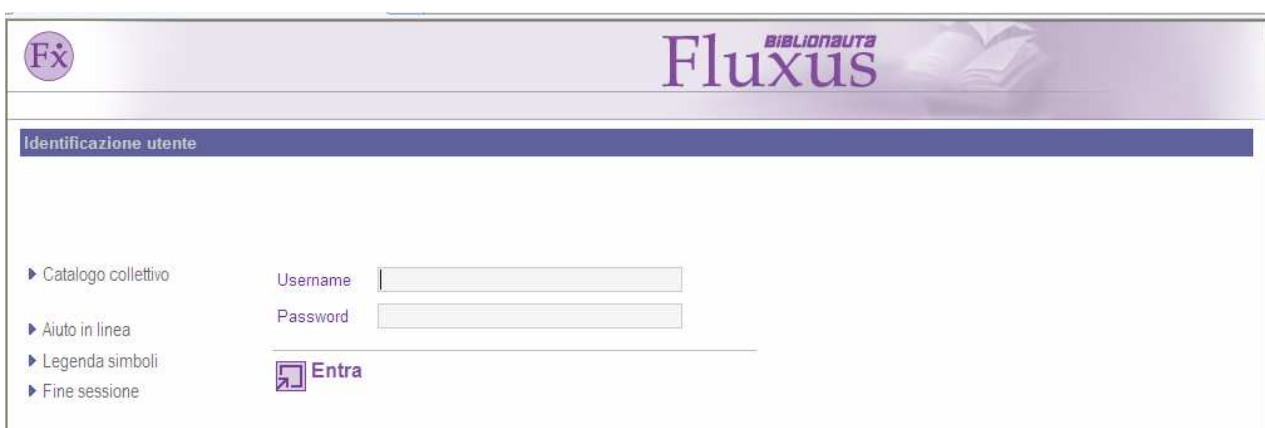 Fx
BIBLIONAUTA
Fluxus
Identificazione utente
Catalogo collettivo
Aiuto in linea
Legenda simboli
Fine sessione
Username
Password
Entra